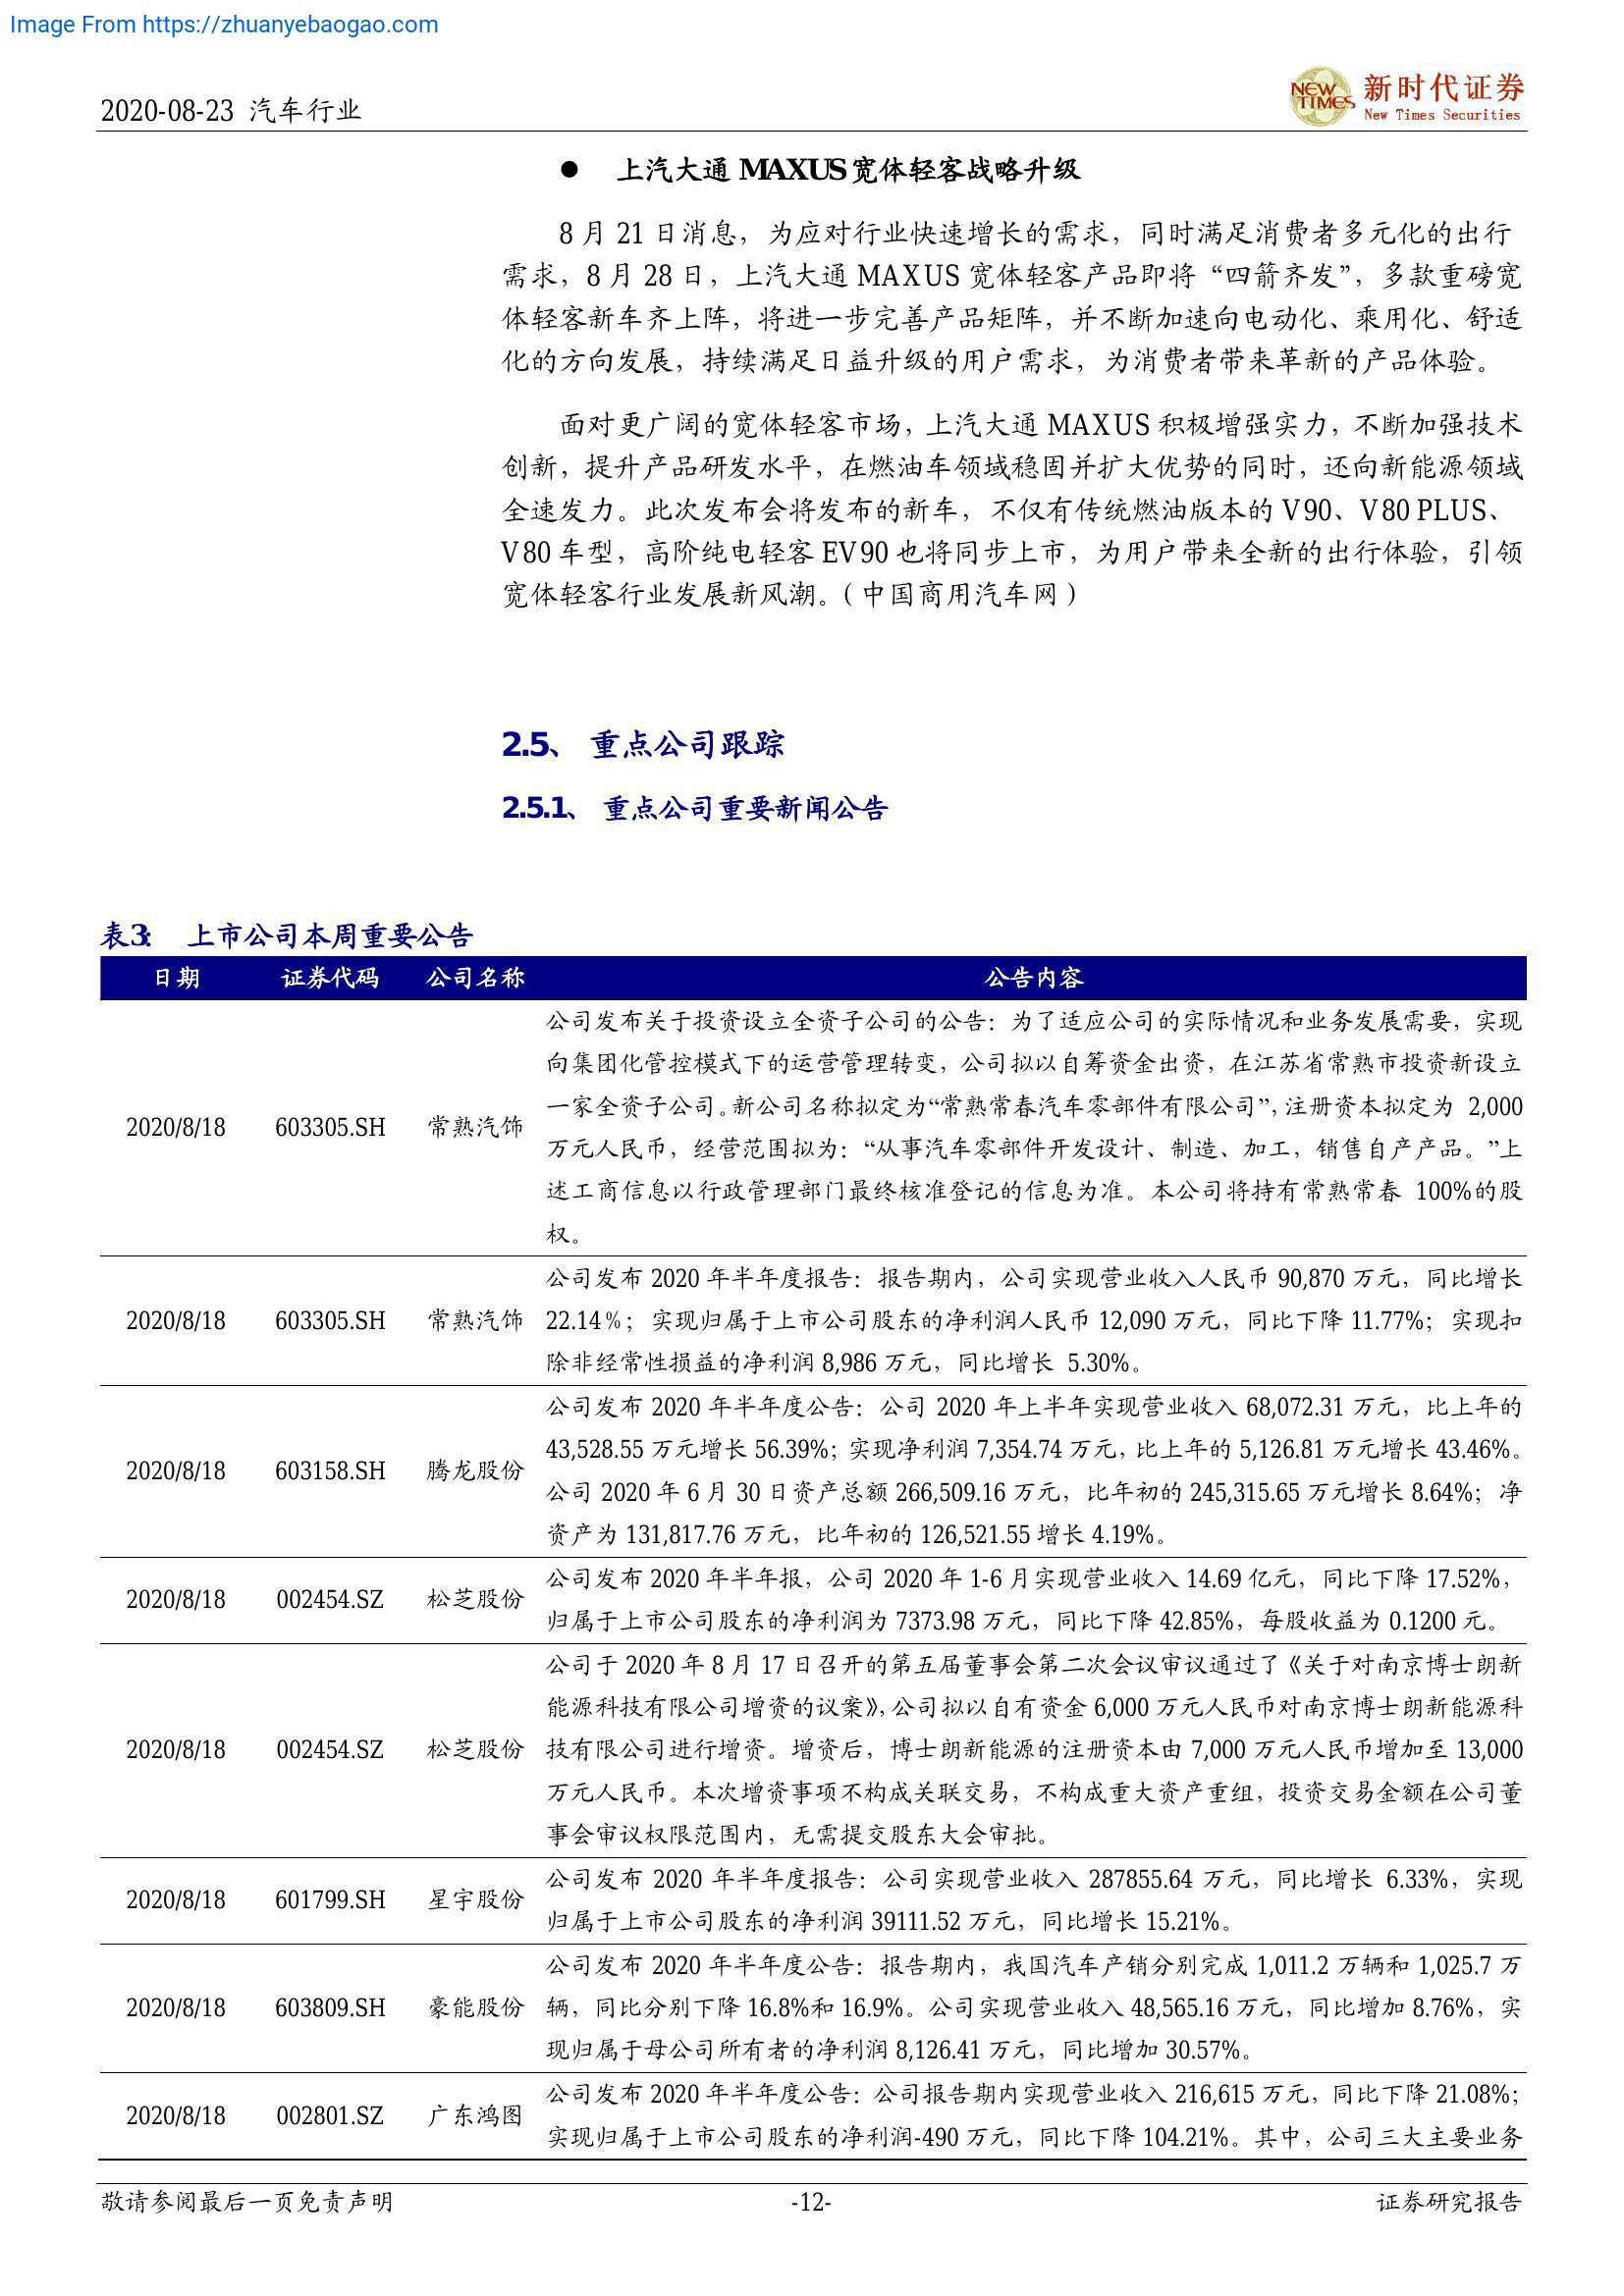 Image From https://zhuanyebaogao.com
2020-08-23 汽车行业
NEW TIMES
新时代证券
New Times Securities
● 上汽大通 MAXUS 宽体轻客战略升级
8 月 21 日消息，为应对行业快速增长的需求，同时满足消费者多元化的出行
需求，8 月 28 日，上汽大通 MAXUS 宽体轻客产品即将“四箭齐发”，多款重磅宽
体轻客新车齐上阵，将进一步完善产品矩阵，并不断加速向电动化、乘用化、舒适
化的方向发展，持续满足日益升级的用户需求，为消费者带来革新的产品体验。
面对更广阔的宽体轻客市场，上汽大通 MAXUS 积极增强实力，不断加强技术
创新，提升产品研发水平，在燃油车领域稳固并扩大优势的同时，还向新能源领域
全速发力。此次发布会将发布的新车，不仅有传统燃油版本的 V90、V80 PLUS、
V80 车型，高阶纯电轻客 EV90 也将同步上市，为用户带来全新的出行体验，引领
宽体轻客行业发展新风潮。（中国商用汽车网）
2.5、 重点公司跟踪
2.5.1、 重点公司重要新闻公告
表3： 上市公司本周重要公告
日期 证券代码 公司名称 公告内容
公司发布关于投资设立全资子公司的公告：为了适应公司的实际情况和业务发展需要，实现
向集团化管控模式下的运营管理转变，公司拟以自筹资金出资，在江苏省常熟市投资新设立
一家全资子公司。新公司名称拟定为“常熟常春汽车零部件有限公司”，注册资本拟定为 2,000
2020/8/18 603305.SH 常熟汽饰
万元人民币，经营范围拟为：“从事汽车零部件开发设计、制造、加工，销售自产产品。”上
述工商信息以行政管理部门最终核准登记的信息为准。本公司将持有常熟常春 100%的股
权。
公司发布 2020 年半年度报告：报告期内，公司实现营业收入人民币 90,870 万元，同比增长
2020/8/18 603305.SH 常熟汽饰 22.14%；实现归属于上市公司股东的净利润人民币 12,090 万元，同比下降 11.77%；实现扣
除非经常性损益的净利润 8,986 万元，同比增长 5.30%。
公司发布 2020 年半年度公告：公司 2020 年上半年实现营业收入 68,072.31 万元，比上年的
43,528.55 万元增长 56.39%；实现净利润 7,354.74 万元，比上年的 5,126.81 万元增长 43.46%。
2020/8/18 603158.SH 腾龙股份
公司 2020 年 6 月 30 日资产总额 266,509.16 万元，比年初的 245,315.65 万元增长 8.64%；净
资产为 131,817.76 万元，比年初的 126,521.55 增长 4.19%。
公司发布 2020 年半年报，公司 2020 年 1-6 月实现营业收入 14.69 亿元，同比下降 17.52%，
2020/8/18 002454.SZ 松芝股份
归属于上市公司股东的净利润为 7373.98 万元，同比下降 42.85%，每股收益为 0.1200 元。
公司于 2020 年 8 月 17 日召开的第五届董事会第二次会议审议通过了《关于对南京博士朗新
能源科技有限公司增资的议案》，公司拟以自有资金 6,000 万元人民币对南京博士朗新能源科
2020/8/18 002454.SZ 松芝股份 技有限公司进行增资。增资后，博士朗新能源的注册资本由 7,000 万元人民币增加至 13,000
万元人民币。本次增资事项不构成关联交易，不构成重大资产重组，投资交易金额在公司董
事会审议权限范围内，无需提交股东大会审批。
公司发布 2020 年半年度报告：公司实现营业收入 287855.64 万元，同比增长 6.33%，实现
2020/8/18 601799.SH 星宇股份
归属于上市公司股东的净利润 39111.52 万元，同比增长 15.21%。
公司发布 2020 年半年度公告：报告期内，我国汽车产销分别完成 1,011.2 万辆和 1,025.7 万
2020/8/18 603809.SH 豪能股份 辆，同比分别下降 16.8%和 16.9%。公司实现营业收入 48,565.16 万元，同比增加 8.76%，实
现归属于母公司所有者的净利润 8,126.41 万元，同比增加 30.57%。
公司发布 2020 年半年度公告：公司报告期内实现营业收入 216,615 万元，同比下降 21.08%；
2020/8/18 002801.SZ 广东鸿图
实现归属于上市公司股东的净利润-490 万元，同比下降 104.21%。其中，公司三大主要业务
敬请参阅最后一页免责声明 -12- 证券研究报告